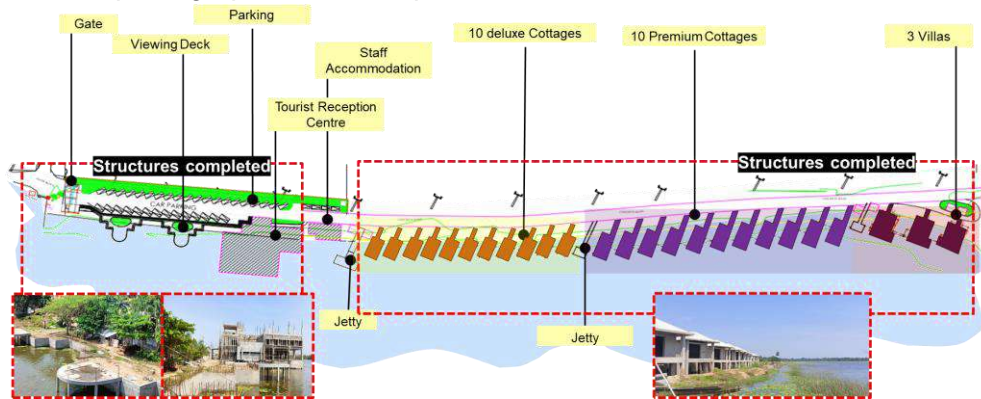 Gate
Parking
Viewing Deck
Staff
Accommodation
Tourist Reception
Centre
10 deluxe Cottages
10 Premium Cottages
3 Villas
Structures completed
Structures completed
CAR PARKING
Jetty
Jetty